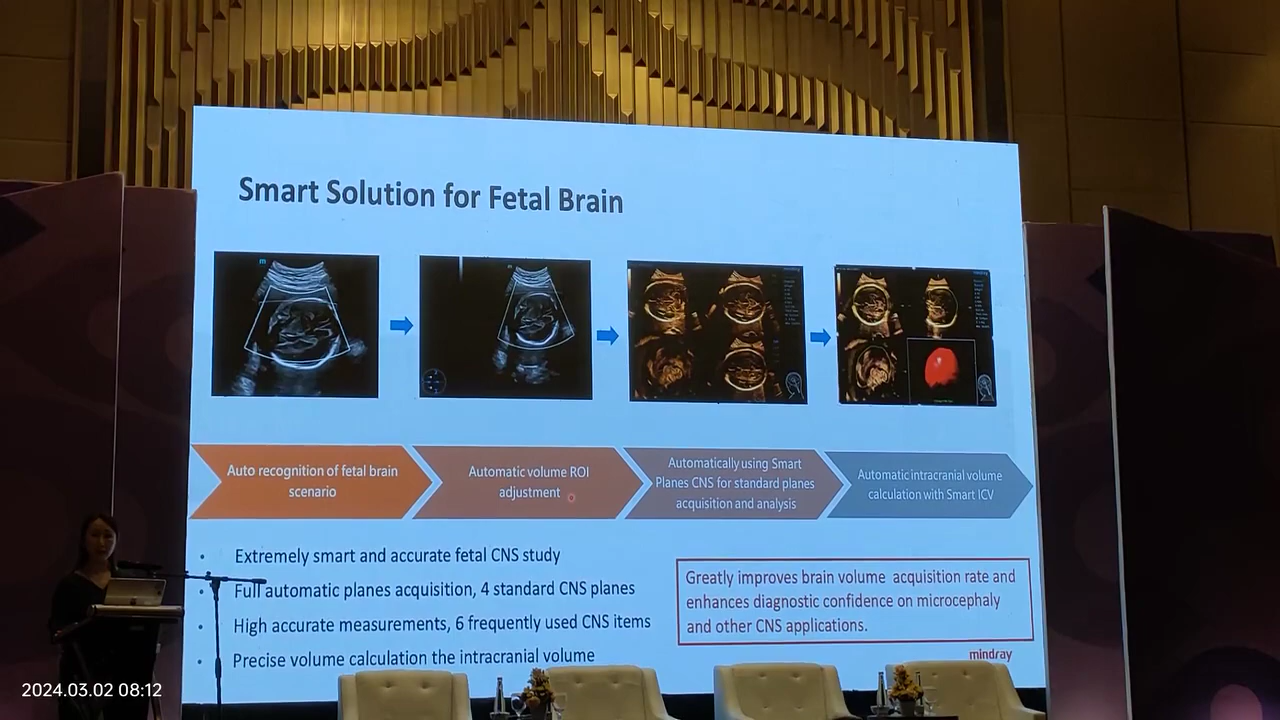 Smart Solution for Fetal Brain
Auto recognition of fetal brain
scenario
Automatic volume ROI
adjustment
Automatically using Smart
Planes CNS for standard planes
acquisition and analysis
Automatic intracranial volume
calculation with Smart ICV
• Extremely smart and accurate fetal CNS study
• Full automatic planes acquisition, 4 standard CNS planes
• High accurate measurements, 6 frequently used CNS items
• Precise volume calculation the intracranial volume
Greatly improves brain volume acquisition rate and
enhances diagnostic confidence on microcephaly
and other CNS applications.
mindray
2024.03.02 08:12